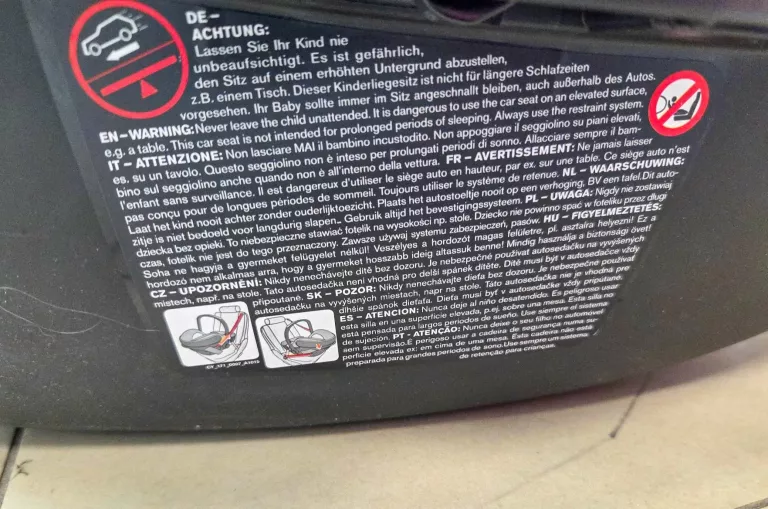 DE–
ACHTUNG:
Lassen Sie Ihr Kind nie
unbeaufsichtigt. Es ist gefährlich,
den Sitz auf einem erhöhten Untergrund abzustellen,
z.B. einem Tisch. Dieser Kinderliegesitz ist nicht für längere Schlafzeiten
vorgesehen. Ihr Baby sollte immer im Sitz angeschnallt bleiben, auch außerhalb des Autos.
EN–WARNING: Never leave the child unattended. It is dangerous to use the car seat on an elevated surface,
e.g. a table. This car seat is not intended for prolonged periods of sleeping. Always use the restraint system.
IT – ATTENZIONE: Non lasciare MAI il bambino incustodito. Non appoggiare il seggiolino su piani elevati,
es. su un tavolo. Questo seggiolino non è inteso per prolungati periodi di sonno. Allacciare sempre il bam-
bino sul seggiolino anche quando non è all'interno della vettura. FR – AVERTISSEMENT: Ne jamais laisser
l'enfant sans surveillance. Il est dangereux d'utiliser le siège auto en hauteur, par ex. sur une table. Ce siège auto n'est
pas conçu pour de longues périodes de sommeil. Toujours utiliser le système de retenue. NL – WAARSCHUWING:
Laat het kind nooit achter zonder ouderlijk toezicht. Plaats het autostoeltje nooit op een verhoging, BV een tafel. Dit auto-
zitje is niet bedoeld voor langdurig slapen.. Gebruik altijd het bevestigingssysteem. PL - UWAGA: Nigdy nie zostawiaj
dziecka bez opieki. To niebezpieczne stawiać fotelik na wysokości np. stole. Dziecko nie powinno spać w foteliku przez długi
czas, fotelik nie jest do tego przeznaczony. Zawsze używaj systemu zabezpieczeń, pasów. HU – FIGYELMEZTETÉS:
Soha ne hagyja a gyermeket felügyelet nélkül! Veszélyes a hordozót magas felületre, pl. asztalra helyezni! Ez a
hordozó nem alkalmas arra, hogy a gyermeket hosszabb ideig altassuk benne! Mindig használja a biztonsági övet!
CZ – UPOZORNĚNÍ: Nikdy nenechávejte dítě bez dozoru. Je nebezpečné používat autosedačku na vyvýšených
místech, např. na stole. Tato autosedačka není vhodná pro delší spánek dítěte. Dítě musí být v autosedačce vždy
připoutané. SK – POZOR: Nikdy nenechávejte dieťa bez dozoru. Je nebezpečné používať
autosedačku na vyvýšených miestach, napr. na stole. Táto autosedačka nie je vhodná pre
dlhšie spánok dieťaťa. Dieťa musí byť v autosedačke vždy pripútané.
ES – ATENCION: Nunca deje al niño desatendido. Es peligroso usar
esta silla en una superficie elevada, p.ej. sobre una mesa. Esta silla no
está pensada para largos periodos de sueño. Use siempre el sistema
de sujeción. PT - ATENÇÃO: Nunca deixe o seu filho no automóvel
sem supervisão. É perigoso usar a cadeira de segurança numa su-
perfície elevada ex: em cima de uma mesa. Esta cadeira não está
preparada para grandes períodos de sono. Use sempre um sistema
de retenção para crianças.